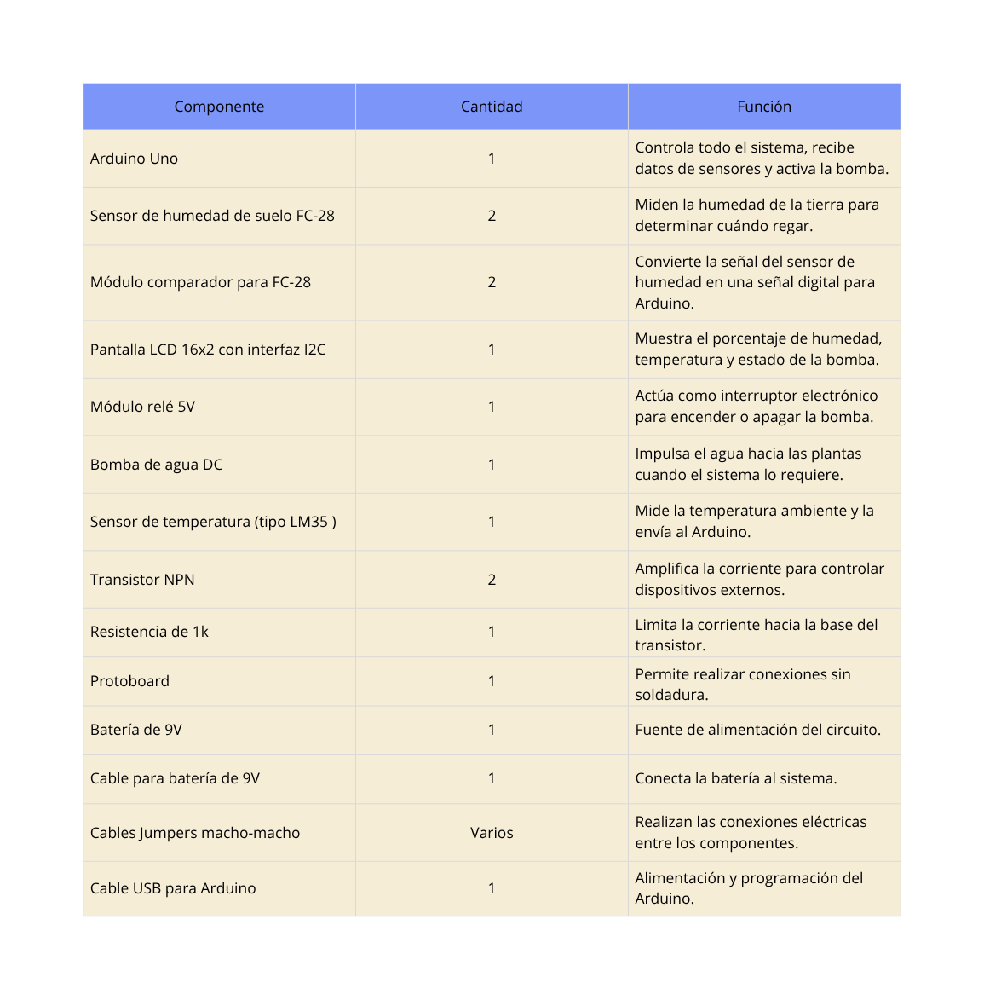 Componente Cantidad Función
Arduino Uno 1 Controla todo el sistema, recibe
datos de sensores y activa la bomba.
Sensor de humedad de suelo FC-28 2 Miden la humedad de la tierra para
determinar cuándo regar.
Módulo comparador para FC-28 2 Convierte la señal del sensor de
humedad en una señal digital para
Arduino.
Pantalla LCD 16x2 con interfaz I2C 1 Muestra el porcentaje de humedad,
temperatura y estado de la bomba.
Módulo relé 5V 1 Actúa como interruptor electrónico
para encender o apagar la bomba.
Bomba de agua DC 1 Impulsa el agua hacia las plantas
cuando el sistema lo requiere.
Sensor de temperatura (tipo LM35 ) 1 Mide la temperatura ambiente y la
envía al Arduino.
Transistor NPN 2 Amplifica la corriente para controlar
dispositivos externos.
Resistencia de 1k 1 Limita la corriente hacia la base del
transistor.
Protoboard 1 Permite realizar conexiones sin
soldadura.
Batería de 9V 1 Fuente de alimentación del circuito.
Cable para batería de 9V 1 Conecta la batería al sistema.
Cables Jumpers macho-macho Varios Realizan las conexiones eléctricas
entre los componentes.
Cable USB para Arduino 1 Alimentación y programación del
Arduino.